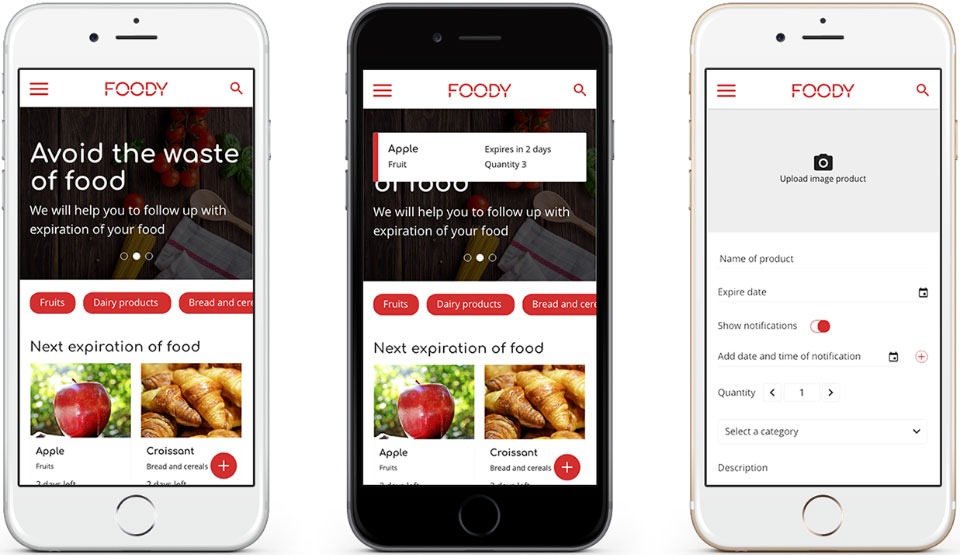 FOODY
Avoid the waste
of food
We will help you to follow up with
expiration of your food
Fruits
Dairy products
Bread and cere
Next expiration of food
Apple
Fruits
Croissant
Bread and cereals
2 days left
FOODY
Apple
Fruit
Expires in 2 days
Quantity 3
of food
We will help you to follow up with
expiration of your food
Fruits
Dairy products
Bread and cere
Next expiration of food
Apple
Fruits
Croissant
Bread and cereals
FOODY
Upload image product
Name of product
Expire date
Show notifications
Add date and time of notification
Quantity
1
Select a category
Description